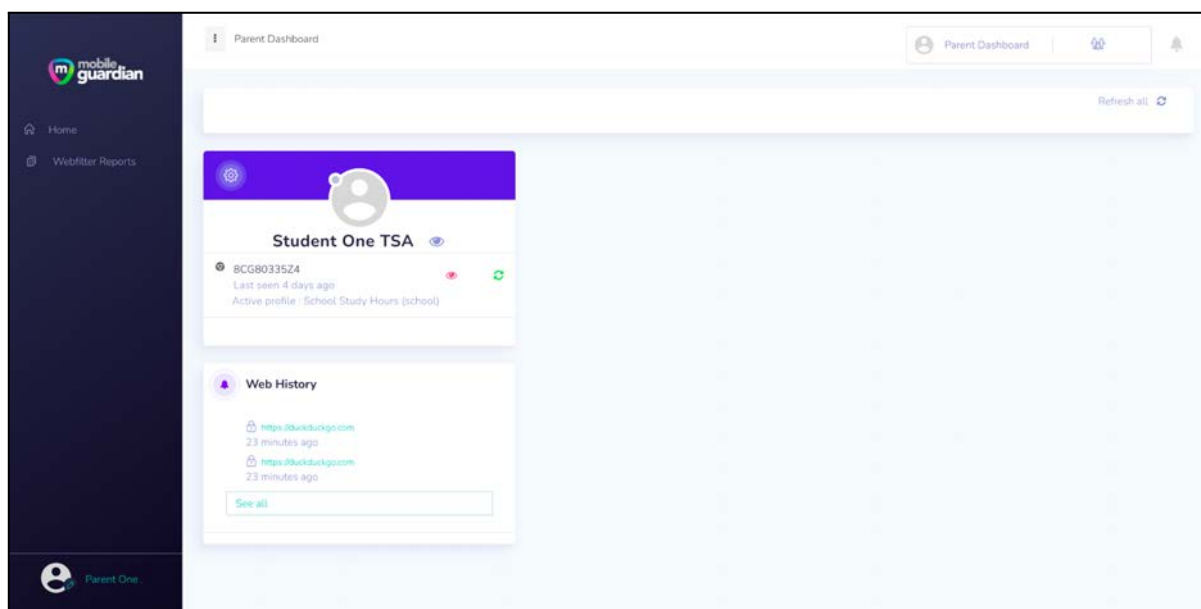 mobile
guardian
Home
Webfilter Reports
Parent One
Parent Dashboard
Parent Dashboard
Refresh all
Student One TSA
8CG80335Z4
Last seen 4 days ago
Active profile : School Study Hours (school)
Web History
https://duckduckgo.com
23 minutes ago
https://duckduckgo.com
23 minutes ago
See all